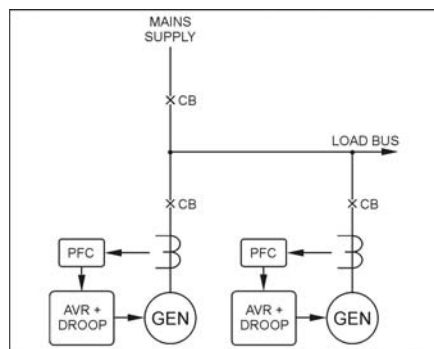 MAINS
SUPPLY
CB
LOAD BUS
CB
CB
PFC
PFC
AVR +
DROOP
GEN
AVR +
DROOP
GEN